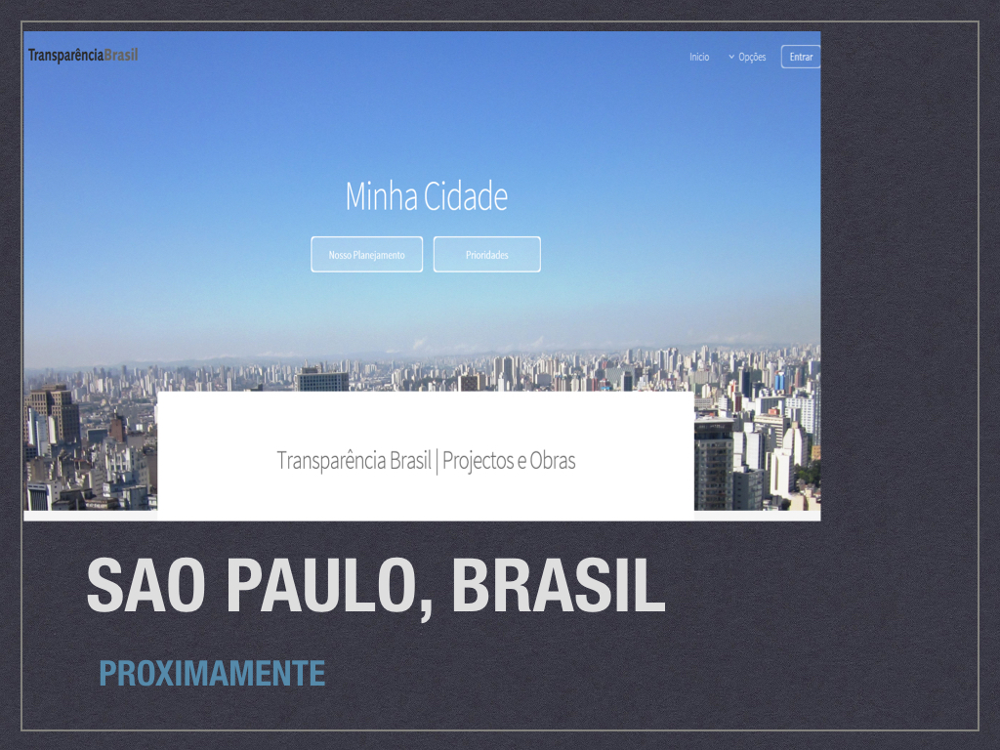 TransparênciaBrasil
Inicio Opções Entrar
Minha Cidade
Nosso Planejamento Prioridades
Transparência Brasil | Projectos e Obras
SAO PAULO, BRASIL
PROXIMAMENTE